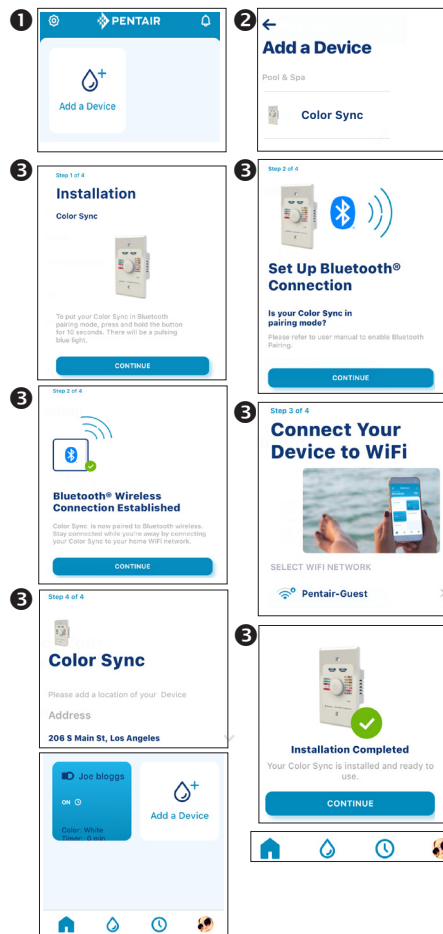 1
PENTAIR
Add a Device
2
Add a Device
Pool & Spa
Color Sync
3
Step 1 of 4
Installation
Color Sync
To put your Color Sync in Bluetooth
pairing mode, press and hold the button
for 10 seconds. There will be a pulsing
blue light.
CONTINUE
3
Step 2 of 4
Set Up Bluetooth®
Connection
Is your Color Sync in
pairing mode?
Please refer to user manual to enable Bluetooth
Pairing.
CONTINUE
3
Step 2 of 4
Bluetooth® Wireless
Connection Established
Color Sync is now paired to Bluetooth wireless.
Stay connected while you're away by connecting
your Color Sync to your home WiFi network.
CONTINUE
3
Step 3 of 4
Connect Your
Device to WiFi
SELECT WIFI NETWORK
Pentair-Guest
3
Step 4 of 4
Color Sync
Please add a location of your Device
Address
206 S Main St, Los Angeles
3
Installation Completed
Your Color Sync is installed and ready to
use.
CONTINUE
Joe bloggs
ON
Color: White
Timer: 0 min
Add a Device